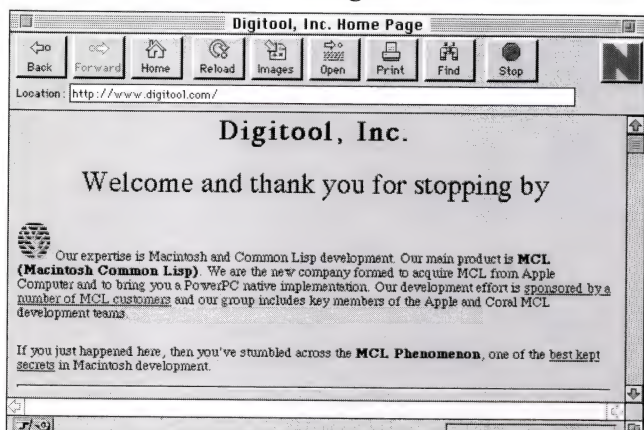 Digitool, Inc. Home Page
Back Forward Home Reload Images Open Print Find Stop
N
Location: http://www.digitool.com/
Digitool, Inc.
Welcome and thank you for stopping by
Our expertise is Macintosh and Common Lisp development. Our main product is MCL
(Macintosh Common Lisp). We are the new company formed to acquire MCL from Apple
Computer and to bring you a PowerPC native implementation. Our development effort is sponsored by a
number of MCL customers and our group includes key members of the Apple and Coral MCL
development teams.
If you just happened here, then you've stumbled across the MCL Phenomenon, one of the best kept
secrets in Macintosh development.